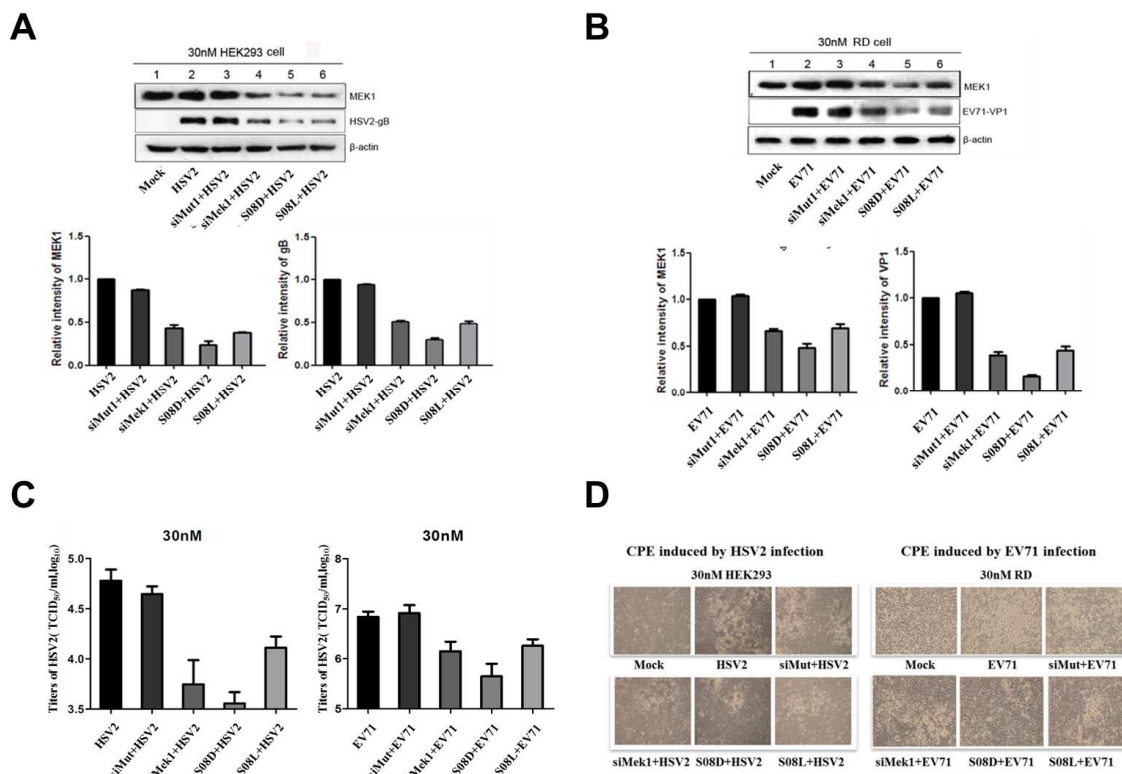 A
30nM HEK293 cell
1 2 3 4 5 6
MEK1
HSV2-gB
β-actin
Mock
HSV2
siMut1+HSV2
siMek1+HSV2
S08D+HSV2
S08L+HSV2
Relative intensity of MEK1
1.5
1.0
0.5
0.0
HSV2
siMut1+HSV2
siMek1+HSV2
S08D+HSV2
S08L+HSV2
Relative intensity of gB
1.5
1.0
0.5
0.0
HSV2
siMut1+HSV2
siMek1+HSV2
S08D+HSV2
S08L+HSV2
B
30nM RD cell
1 2 3 4 5 6
MEK1
EV71-VP1
β-actin
Mock
EV71
siMut1+EV71
siMek1+EV71
S08D+EV71
S08L+EV71
Relative intensity of MEK1
1.5
1.0
0.5
0.0
EV71
siMut1+EV71
siMek1+EV71
S08D+EV71
S08L+EV71
Relative intensity of VP1
1.5
1.0
0.5
0.0
EV71
siMut1+EV71
siMek1+EV71
S08D+EV71
S08L+EV71
C
30nM
Titers of HSV2( TCID50/ml,log10)
5.0
4.5
4.0
3.5
HSV2
siMut+HSV2
Mek1+HSV2
S08D+HSV2
S08L+HSV2
30nM
Titers of HSV2( TCID50/ml,log10)
8
7
6
5
EV71
siMut+EV71
Mek1+EV71
S08D+EV71
S08L+EV71
D
CPE induced by HSV2 infection
30nM HEK293
Mock HSV2 siMut+HSV2
siMek1+HSV2 S08D+HSV2 S08L+HSV2
CPE induced by EV71 infection
30nM RD
Mock EV71 siMut+EV71
siMek1+EV71 S08D+EV71 S08L+EV71